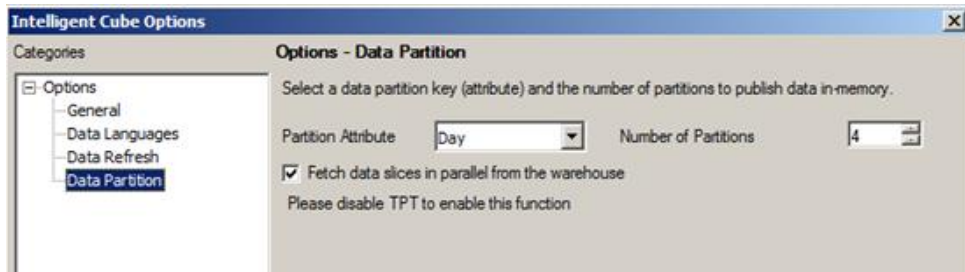 Intelligent Cube Options
Categories
Options
General
Data Languages
Data Refresh
Data Partition
Options - Data Partition
Select a data partition key (attribute) and the number of partitions to publish data in-memory.
Partition Attribute Day Number of Partitions 4
Fetch data slices in parallel from the warehouse
Please disable TPT to enable this function